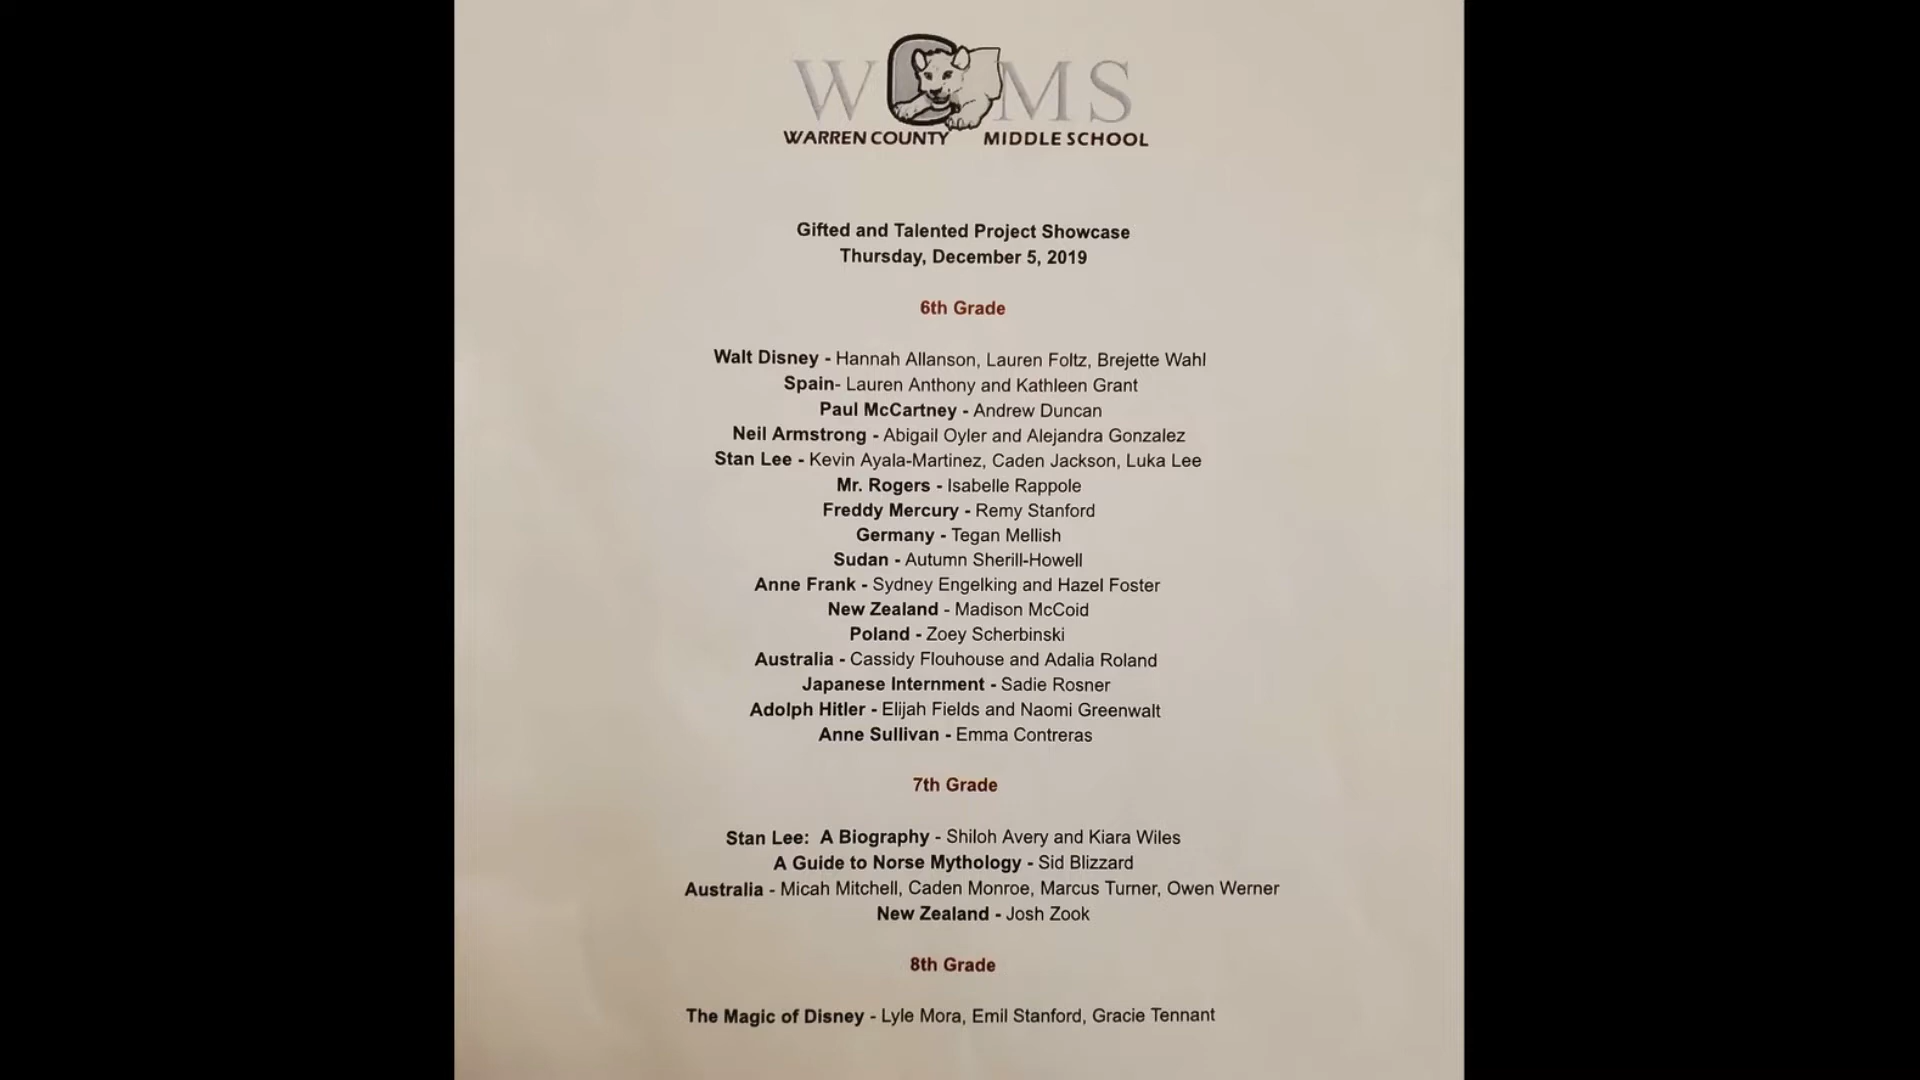 W C MS
WARREN COUNTY MIDDLE SCHOOL
Gifted and Talented Project Showcase
Thursday, December 5, 2019
6th Grade
Walt Disney - Hannah Allanson, Lauren Foltz, Brejette Wahl
Spain- Lauren Anthony and Kathleen Grant
Paul McCartney - Andrew Duncan
Neil Armstrong - Abigail Oyler and Alejandra Gonzalez
Stan Lee - Kevin Ayala-Martinez, Caden Jackson, Luka Lee
Mr. Rogers - Isabelle Rappole
Freddy Mercury - Remy Stanford
Germany - Tegan Mellish
Sudan - Autumn Sherill-Howell
Anne Frank - Sydney Engelking and Hazel Foster
New Zealand - Madison McCoid
Poland - Zoey Scherbinski
Australia - Cassidy Flouhouse and Adalia Roland
Japanese Internment - Sadie Rosner
Adolph Hitler - Elijah Fields and Naomi Greenwalt
Anne Sullivan - Emma Contreras
7th Grade
Stan Lee: A Biography - Shiloh Avery and Kiara Wiles
A Guide to Norse Mythology - Sid Blizzard
Australia - Micah Mitchell, Caden Monroe, Marcus Turner, Owen Werner
New Zealand - Josh Zook
8th Grade
The Magic of Disney - Lyle Mora, Emil Stanford, Gracie Tennant